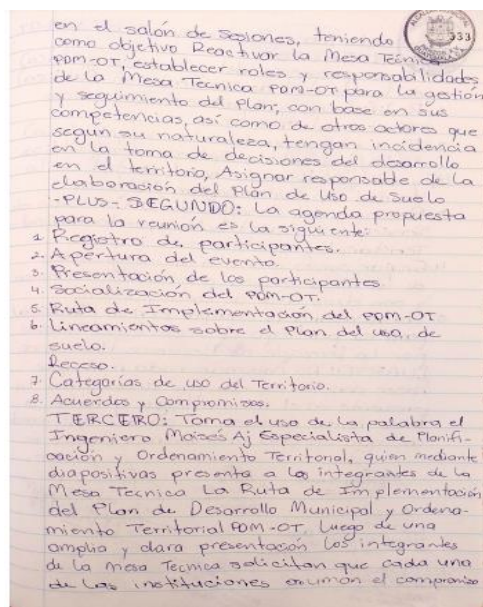 en el salón de sesiones, teniendo
333
como objetivo Reactivar la Mesa Técnica
PDM-OT, establecer roles y responsabilidades
de la Mesa Tecnica PDM-OT para la gestión
y seguimiento del Plan, con base en sus
competencias, así como de otros actores que
según su naturaleza, tengan incidencia
en la toma de decisiones del desarrollo
en el territorio, Asignar responsable de la
elaboración del Plan de Uso de Suelo
-PLUS- SEGUNDO: La agenda propuesta
para la reunión es la siguiente:
1. Registro de participantes.
2. Apertura del evento.
3. Presentación de los participantes
4. Socialización del PDM-OT.
5. Ruta de Implementación del PDM-OT
6. Lineamientos sobre el Plan del uso, de
suelo.
Receso.
7. Categorías de uso del Territorio.
8. Acuerdos y Compromisos.
TERCERO: Toma el uso de la palabra el
Ingeniero Moises Aj Especialista de Planifi-
cación y Ordenamiento Territorial, quien mediante
diapositivas presenta a los integrantes de la
Mesa Tecnica La Ruta de Implementación
del Plan de Desarrollo Municipal y Ordena-
miento Territorial PDM-OT, Luego de una
amplia y clara presentación los integrantes
de la Mesa Tecnica solicitan que cada una
de las instituciones asuman el compromiso